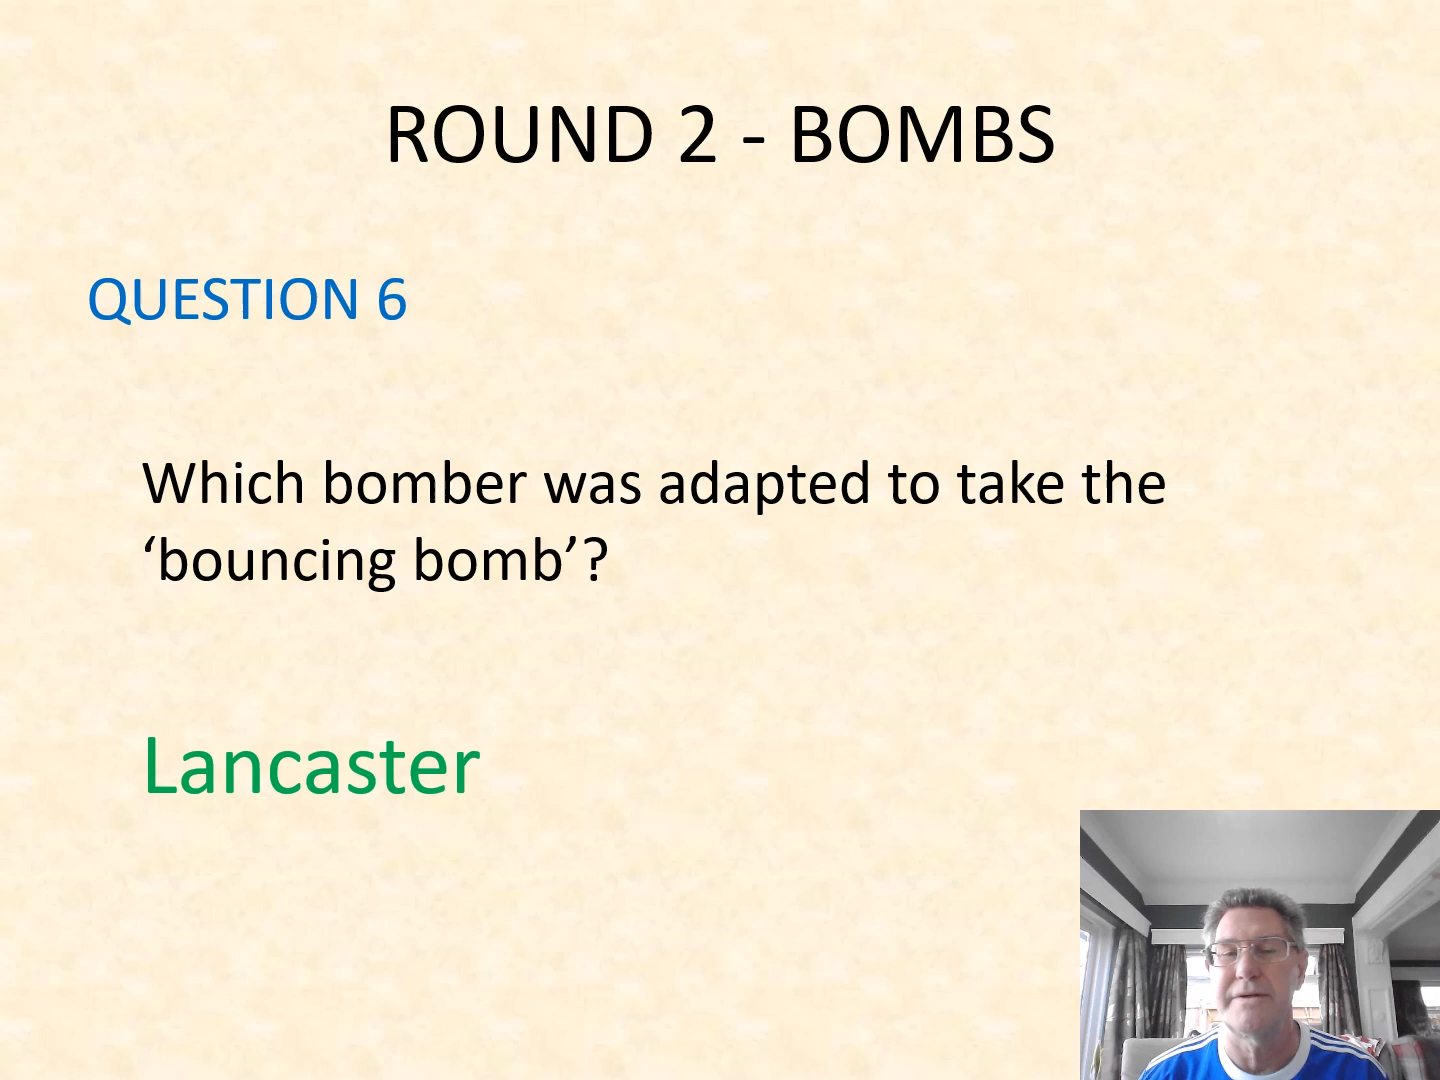 ROUND 2 - BOMBS
QUESTION 6
Which bomber was adapted to take the
‘bouncing bomb’?
Lancaster